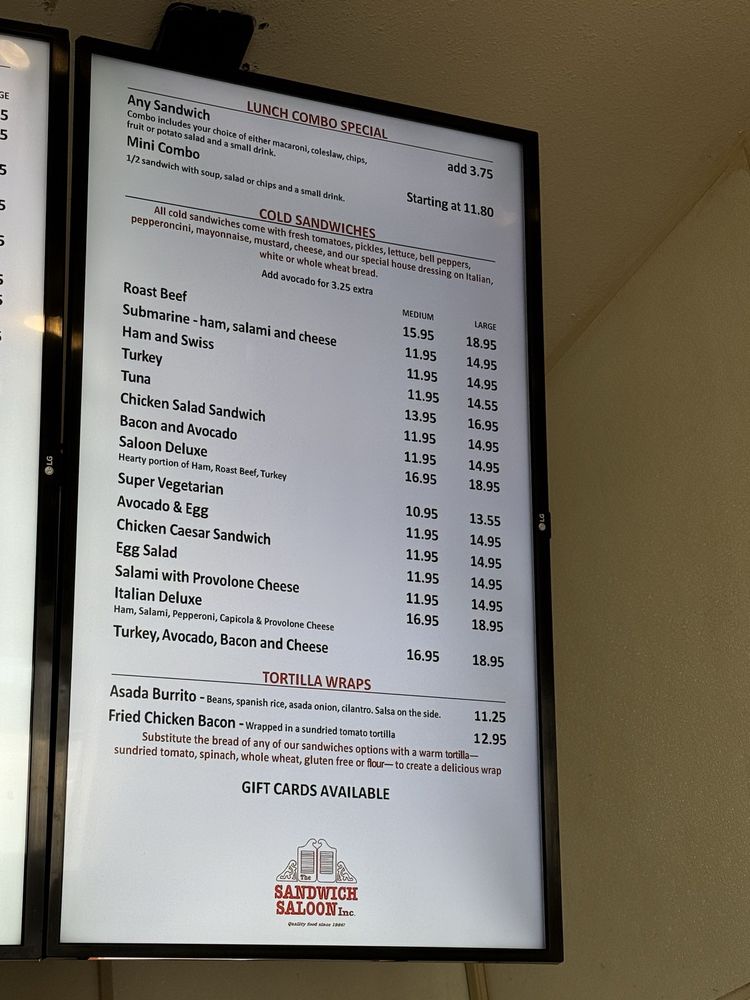 GE
5
5
5
5
5
5
5
5
LUNCH COMBO SPECIAL
Any Sandwich add 3.75
Combo includes your choice of either macaroni, coleslaw, chips,
fruit or potato salad and a small drink.
Mini Combo Starting at 11.80
1/2 sandwich with soup, salad or chips and a small drink.
COLD SANDWICHES
All cold sandwiches come with fresh tomatoes, pickles, lettuce, bell peppers,
pepperoncini, mayonnaise, mustard, cheese, and our special house dressing on Italian,
white or whole wheat bread.
Add avocado for 3.25 extra
MEDIUM LARGE
Roast Beef 15.95 18.95
Submarine - ham, salami and cheese 11.95 14.95
Ham and Swiss 11.95 14.95
Turkey 11.95 14.55
Tuna 13.95 16.95
Chicken Salad Sandwich 11.95 14.95
Bacon and Avocado 11.95 14.95
Saloon Deluxe 16.95 18.95
Hearty portion of Ham, Roast Beef, Turkey
Super Vegetarian 10.95 13.55
Avocado & Egg 11.95 14.95
Chicken Caesar Sandwich 11.95 14.95
Egg Salad 11.95 14.95
Salami with Provolone Cheese 11.95 14.95
Italian Deluxe 16.95 18.95
Ham, Salami, Pepperoni, Capicola & Provolone Cheese
Turkey, Avocado, Bacon and Cheese 16.95 18.95
TORTILLA WRAPS
Asada Burrito - Beans, spanish rice, asada onion, cilantro. Salsa on the side. 11.25
Fried Chicken Bacon - Wrapped in a sundried tomato tortilla 12.95
Substitute the bread of any of our sandwiches options with a warm tortilla—
sundried tomato, spinach, whole wheat, gluten free or flour— to create a delicious wrap
GIFT CARDS AVAILABLE
The
SANDWICH
SALOON Inc.
Quality food since 1986!
LG
LG